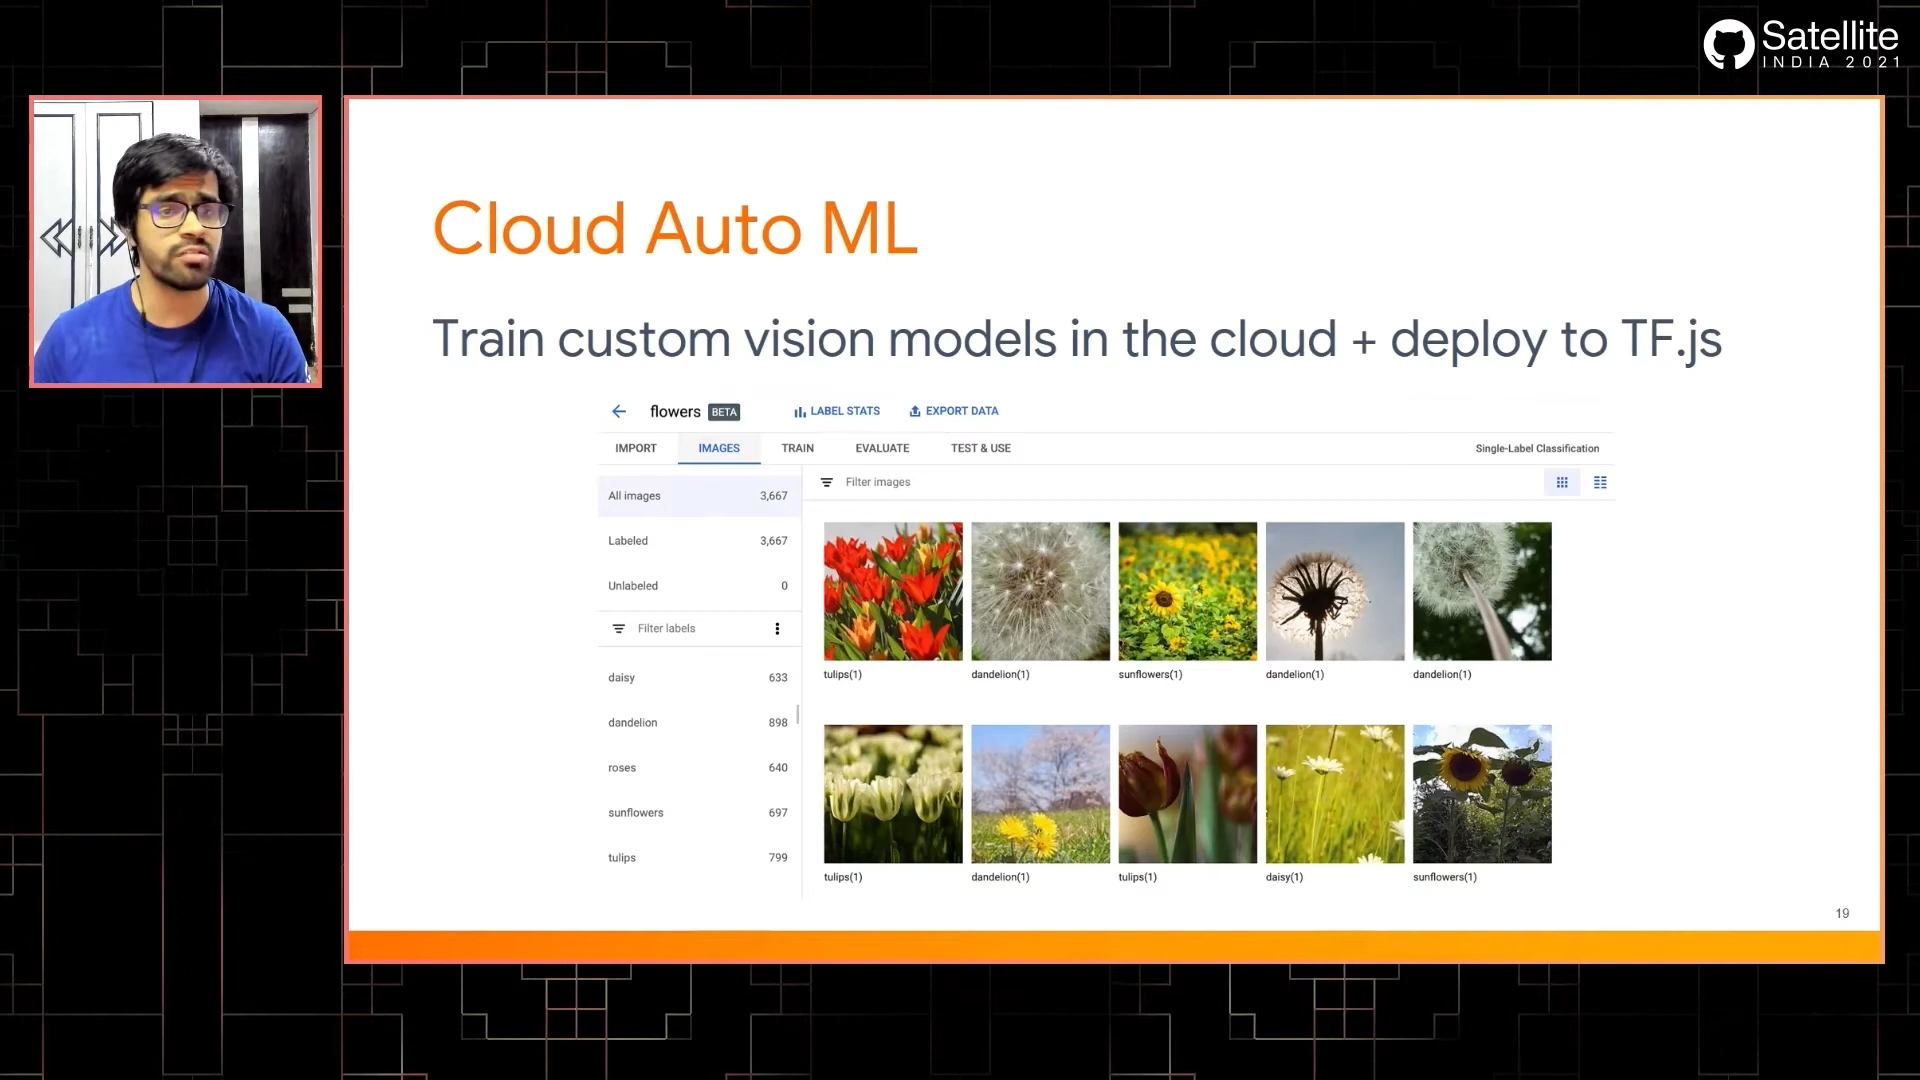 Satellite
INDIA 2021
Cloud Auto ML
Train custom vision models in the cloud + deploy to TF.js
flowers BETA LABEL STATS EXPORT DATA
IMPORT IMAGES TRAIN EVALUATE TEST & USE Single-Label Classification
All images 3,667
Filter images
Labeled 3,667
Unlabeled 0
Filter labels
daisy 633
dandelion 898
roses 640
sunflowers 697
tulips 799
tulips(1) dandelion(1) sunflowers(1) dandelion(1) dandelion(1)
tulips(1) dandelion(1) tulips(1) daisy(1) sunflowers(1)
19